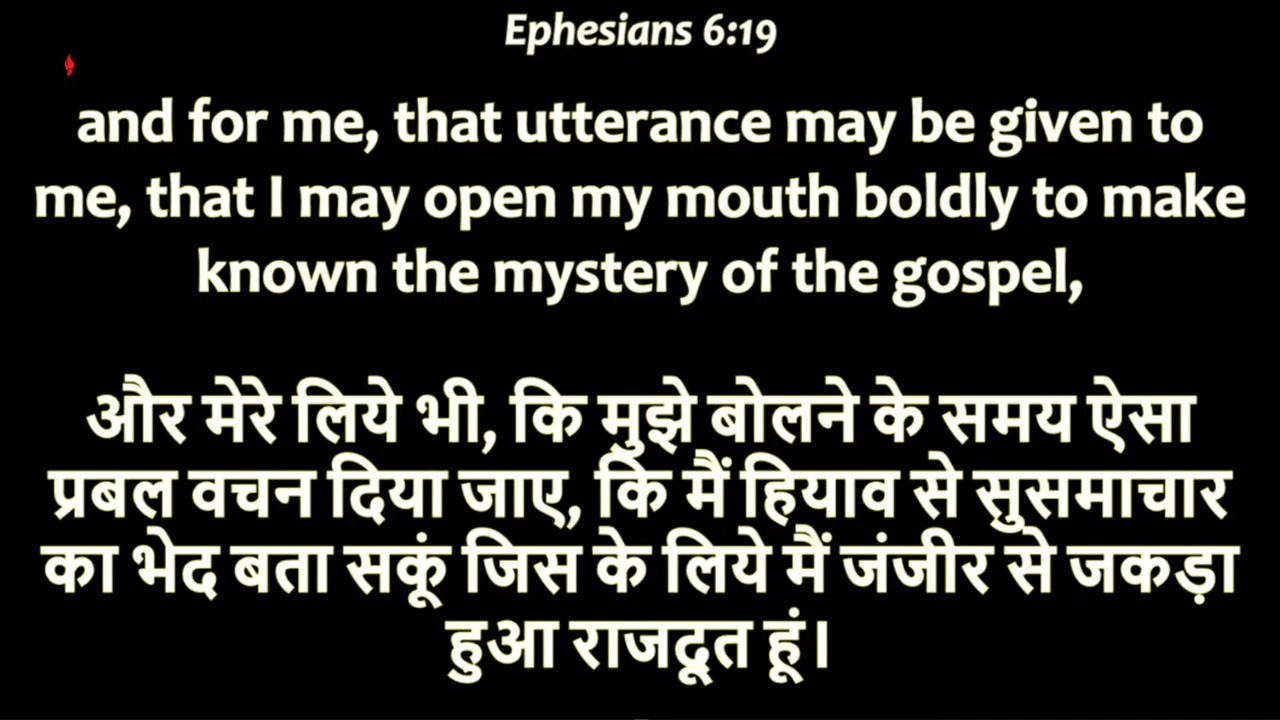 Ephesians 6:19
and for me, that utterance may be given to
me, that I may open my mouth boldly to make
known the mystery of the gospel,
और मेरे लिये भी, कि मुझे बोलने के समय ऐसा
प्रबल वचन दिया जाए, कि मैं हियाव से सुसमाचार
का भेद बता सकूं जिस के लिये मैं जंजीर से जकड़ा
हुआ राजदूत हूं।